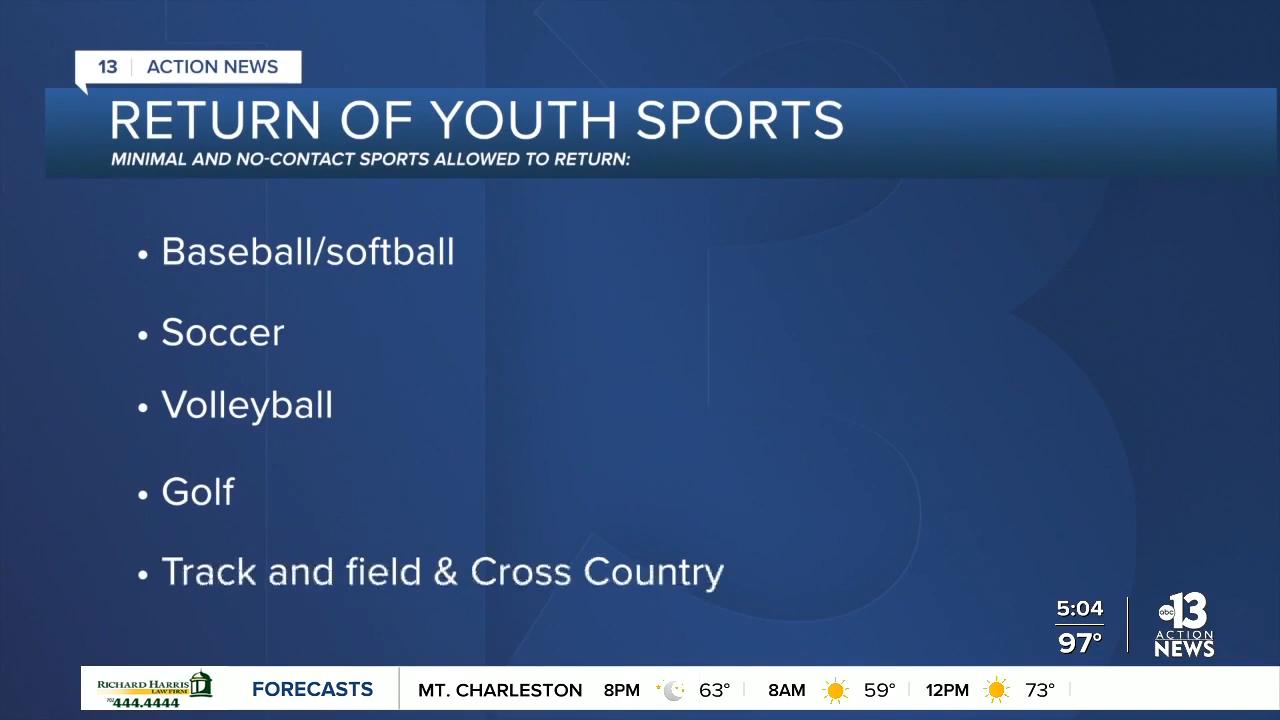 13 | ACTION NEWS
RETURN OF YOUTH SPORTS
MINIMAL AND NO-CONTACT SPORTS ALLOWED TO RETURN:
• Baseball/softball
• Soccer
• Volleyball
• Golf
• Track and field & Cross Country
5:04
97°
abc 13
ACTION
NEWS
RICHARD HARRIS
LAW FIRM
702 444.4444
FORECASTS
MT. CHARLESTON 8PM 63° 8AM 59° 12PM 73°